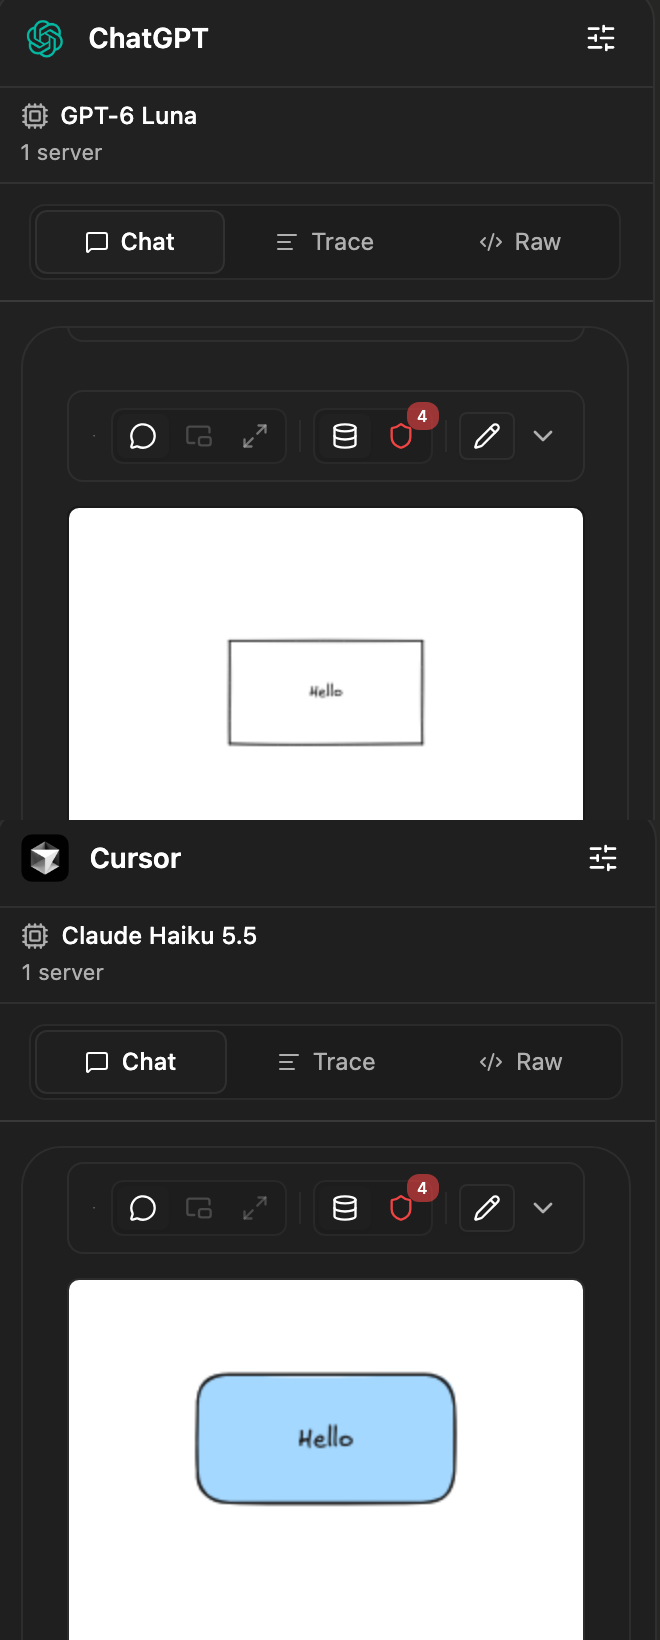 ChatGPT
GPT-6 Luna
1 server
Chat Trace Raw
4
Hello
Cursor
Claude Haiku 5.5
1 server
Chat Trace Raw
4
Hello